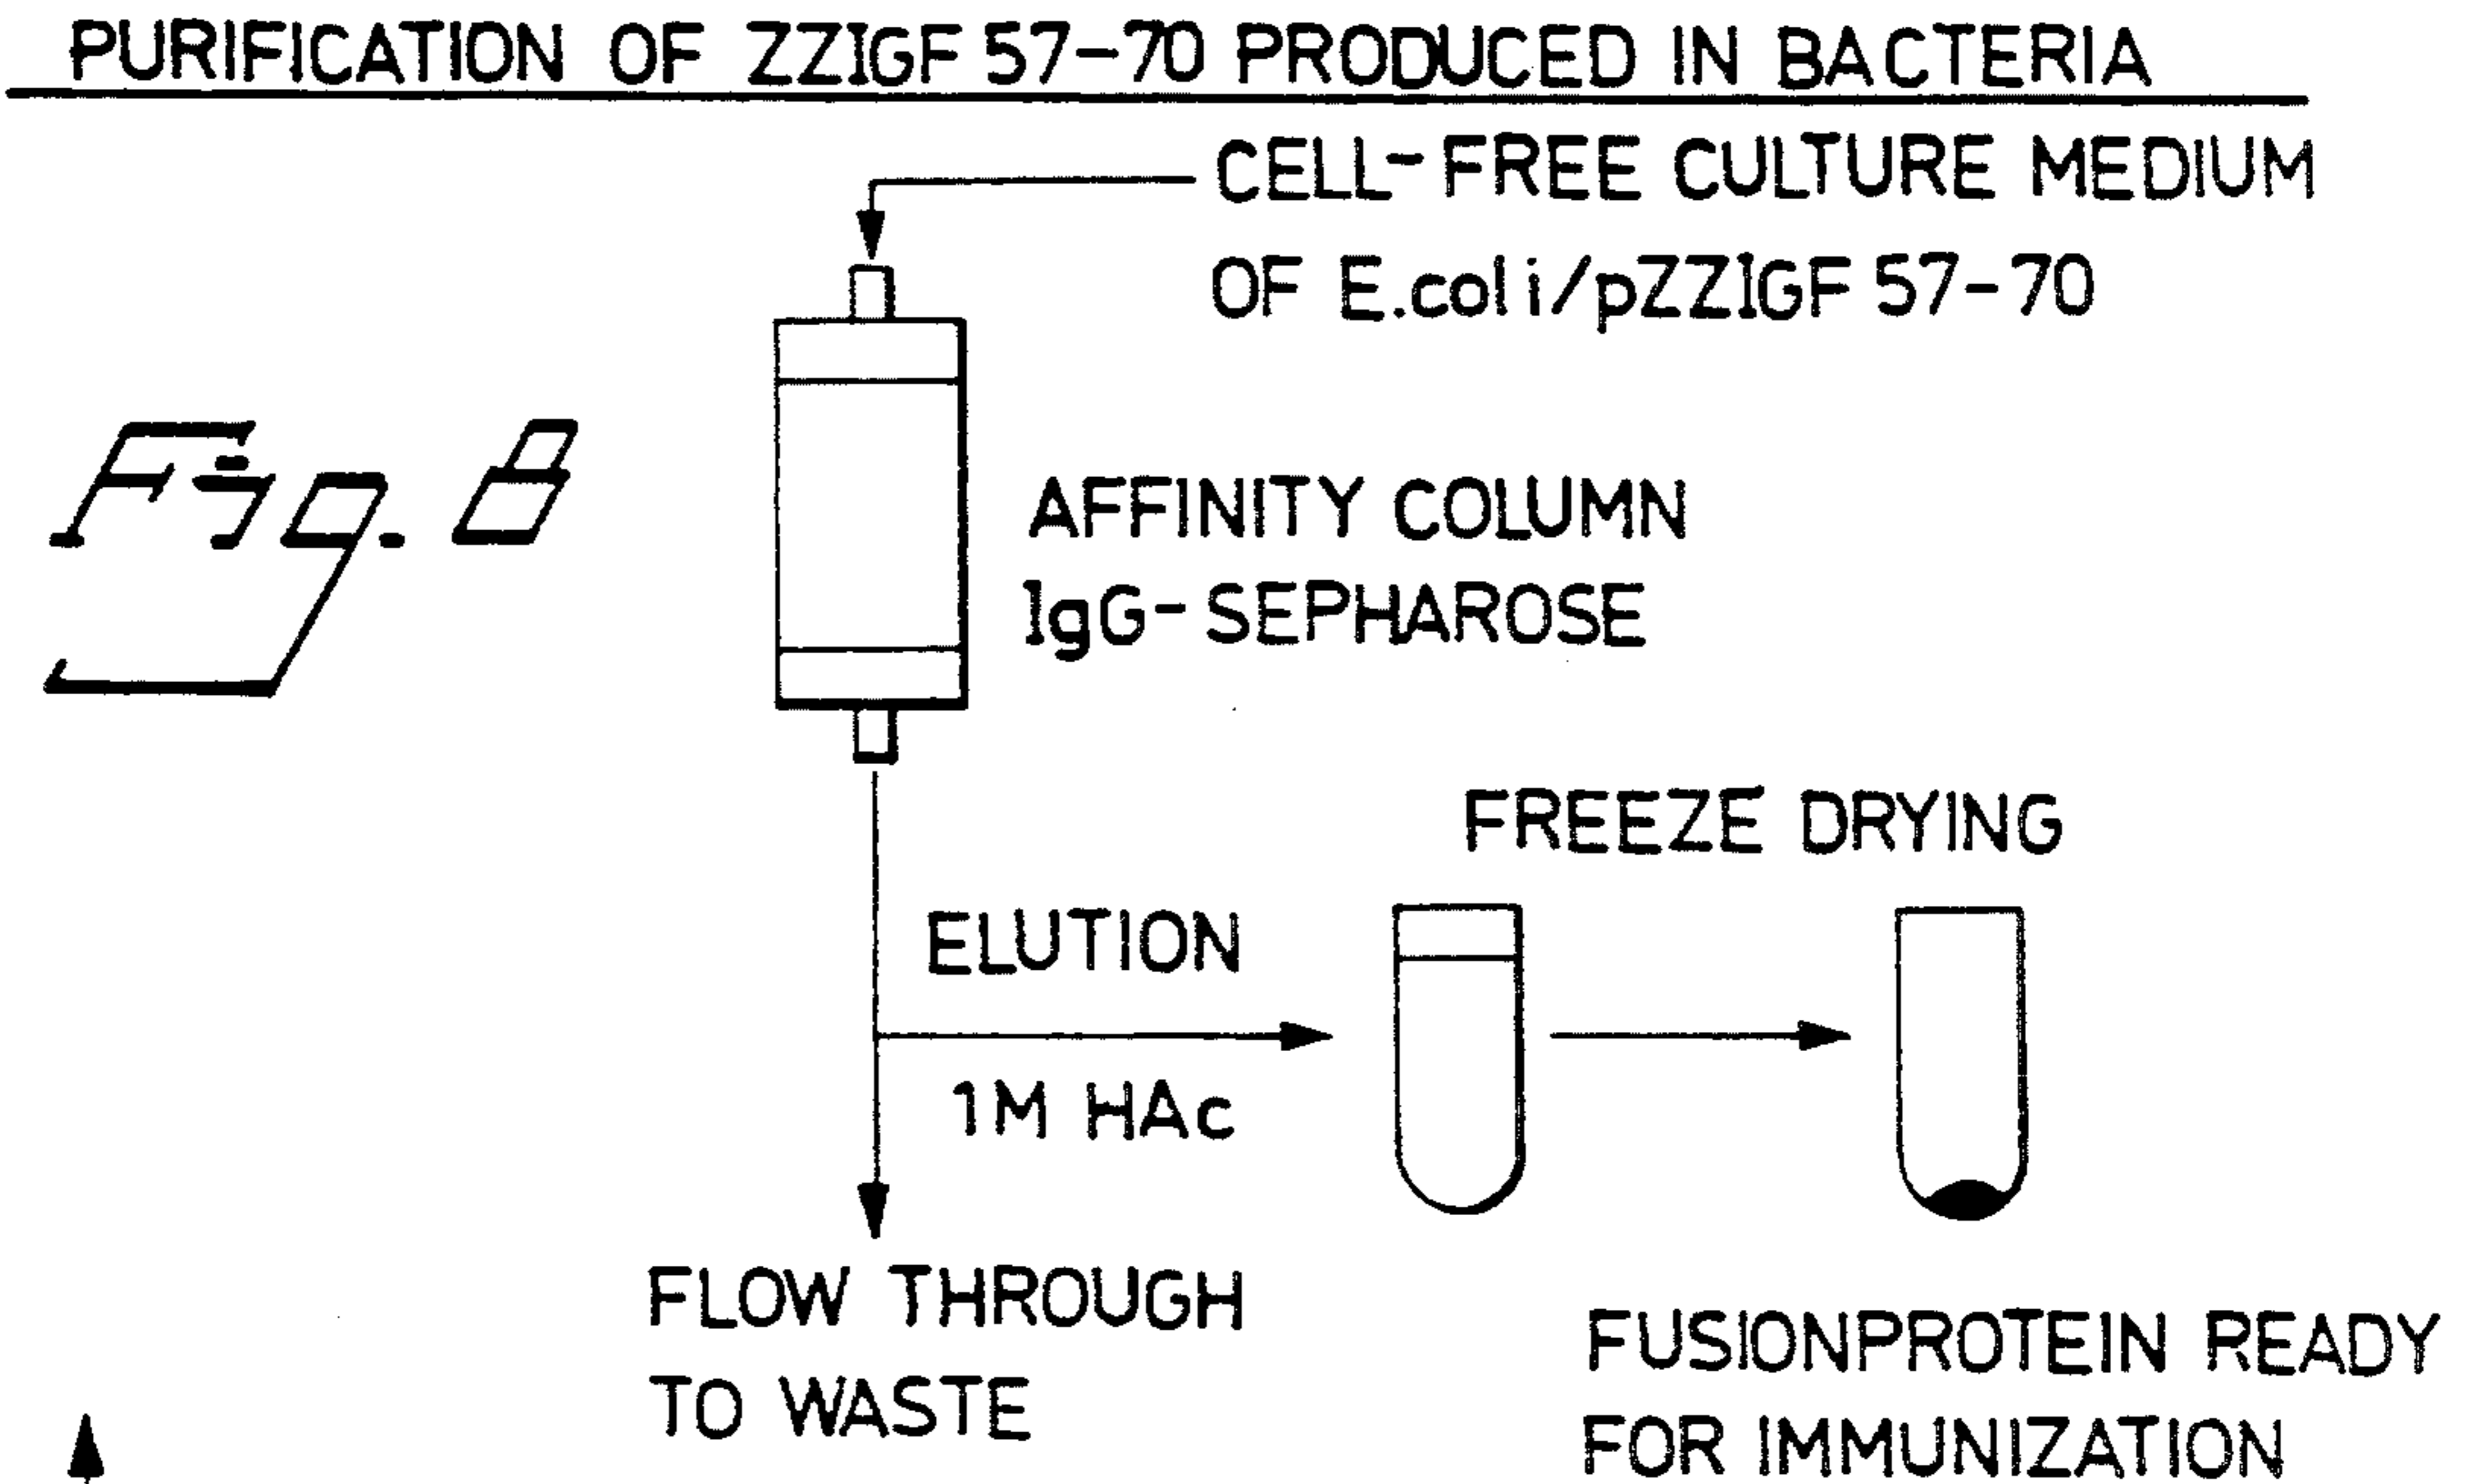 PURIFICATION OF ZZIGF 57-70 PRODUCED IN BACTERIA
CELL-FREE CULTURE MEDIUM
OF E.coli/pZZIGF 57-70
Fig. 8
AFFINITY COLUMN
IgG-SEPHAROSE
FREEZE DRYING
ELUTION
1M HAc
FLOW THROUGH
TO WASTE
FUSIONPROTEIN READY
FOR IMMUNIZATION